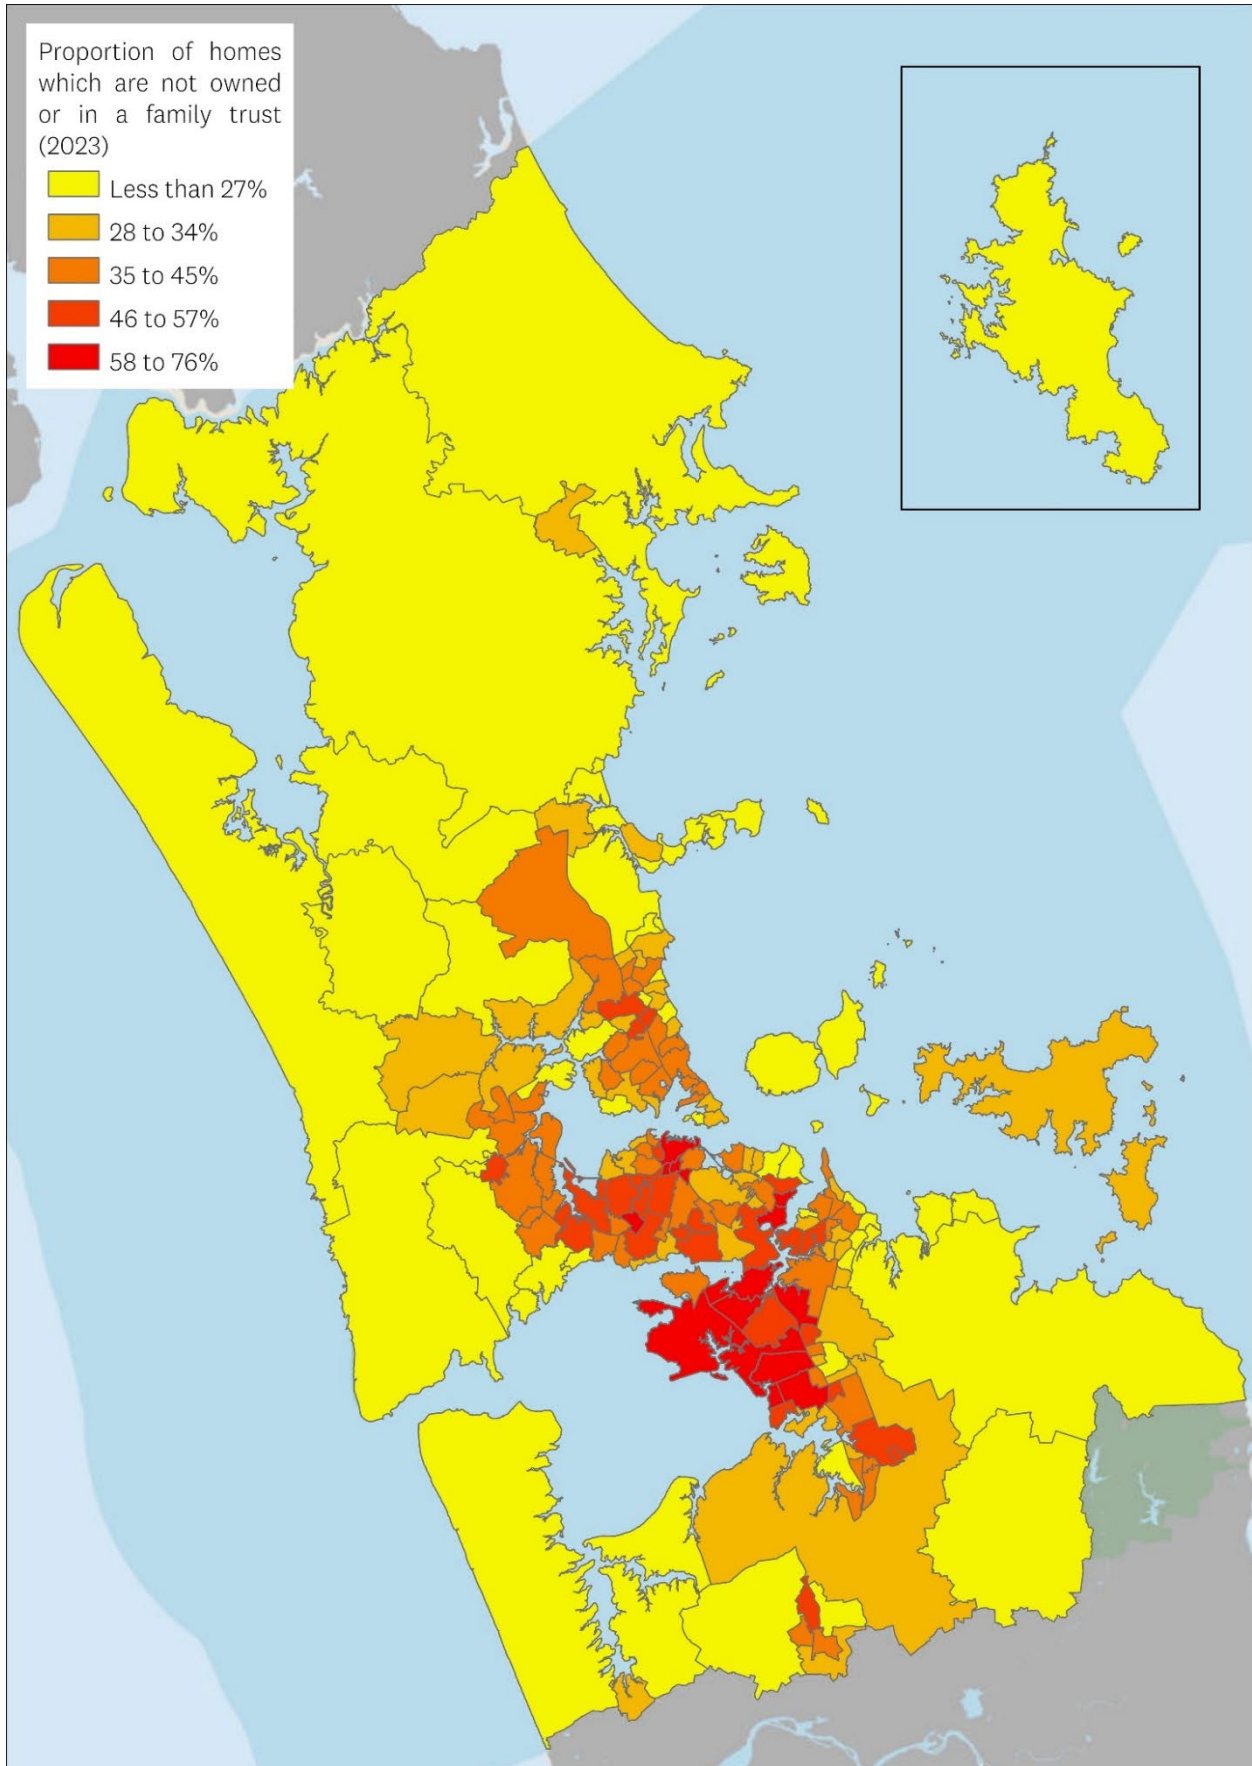 Proportion of homes
which are not owned
or in a family trust
(2023)
Less than 27%
28 to 34%
35 to 45%
46 to 57%
58 to 76%